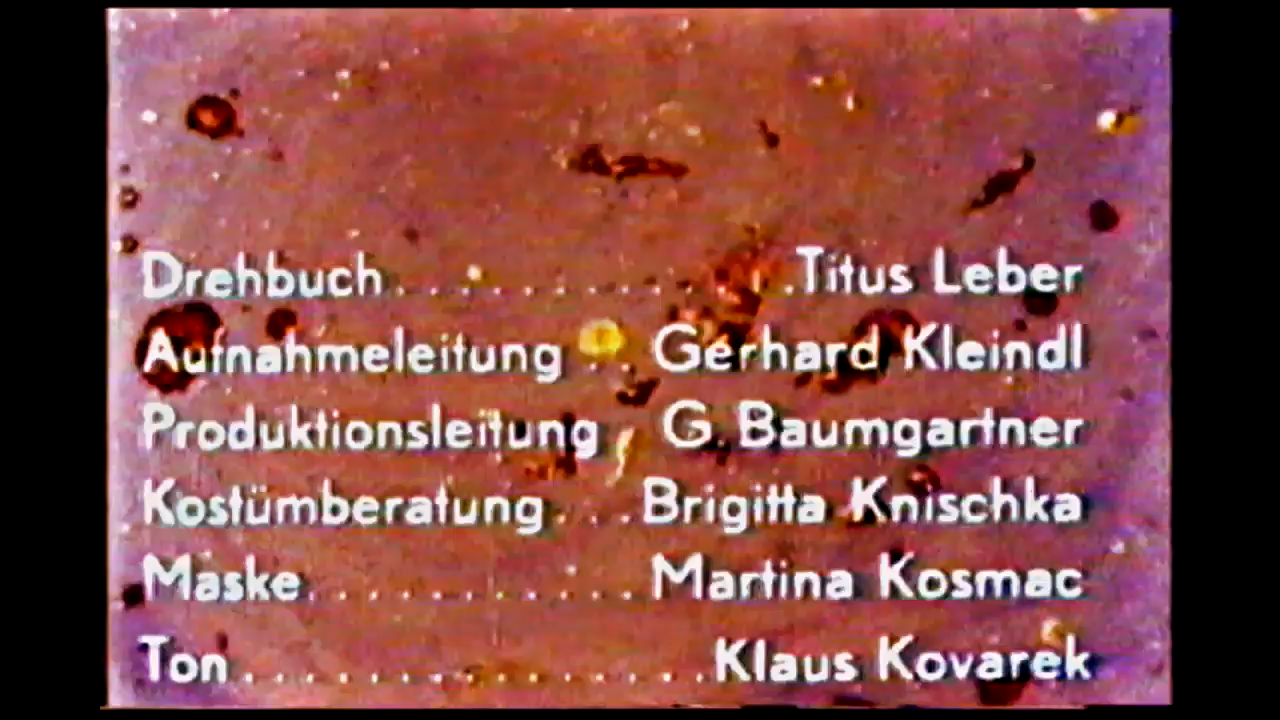 Drehbuch . . . . . . . . . . . Titus Leber
Aufnahmeleitung . . Gerhard Kleindl
Produktionsleitung G. Baumgartner
Kostümberatung . . . Brigitta Knischka
Maske . . . . . . . . . . . . Martina Kosmac
Ton . . . . . . . . . . . . . . . . Klaus Kovarek